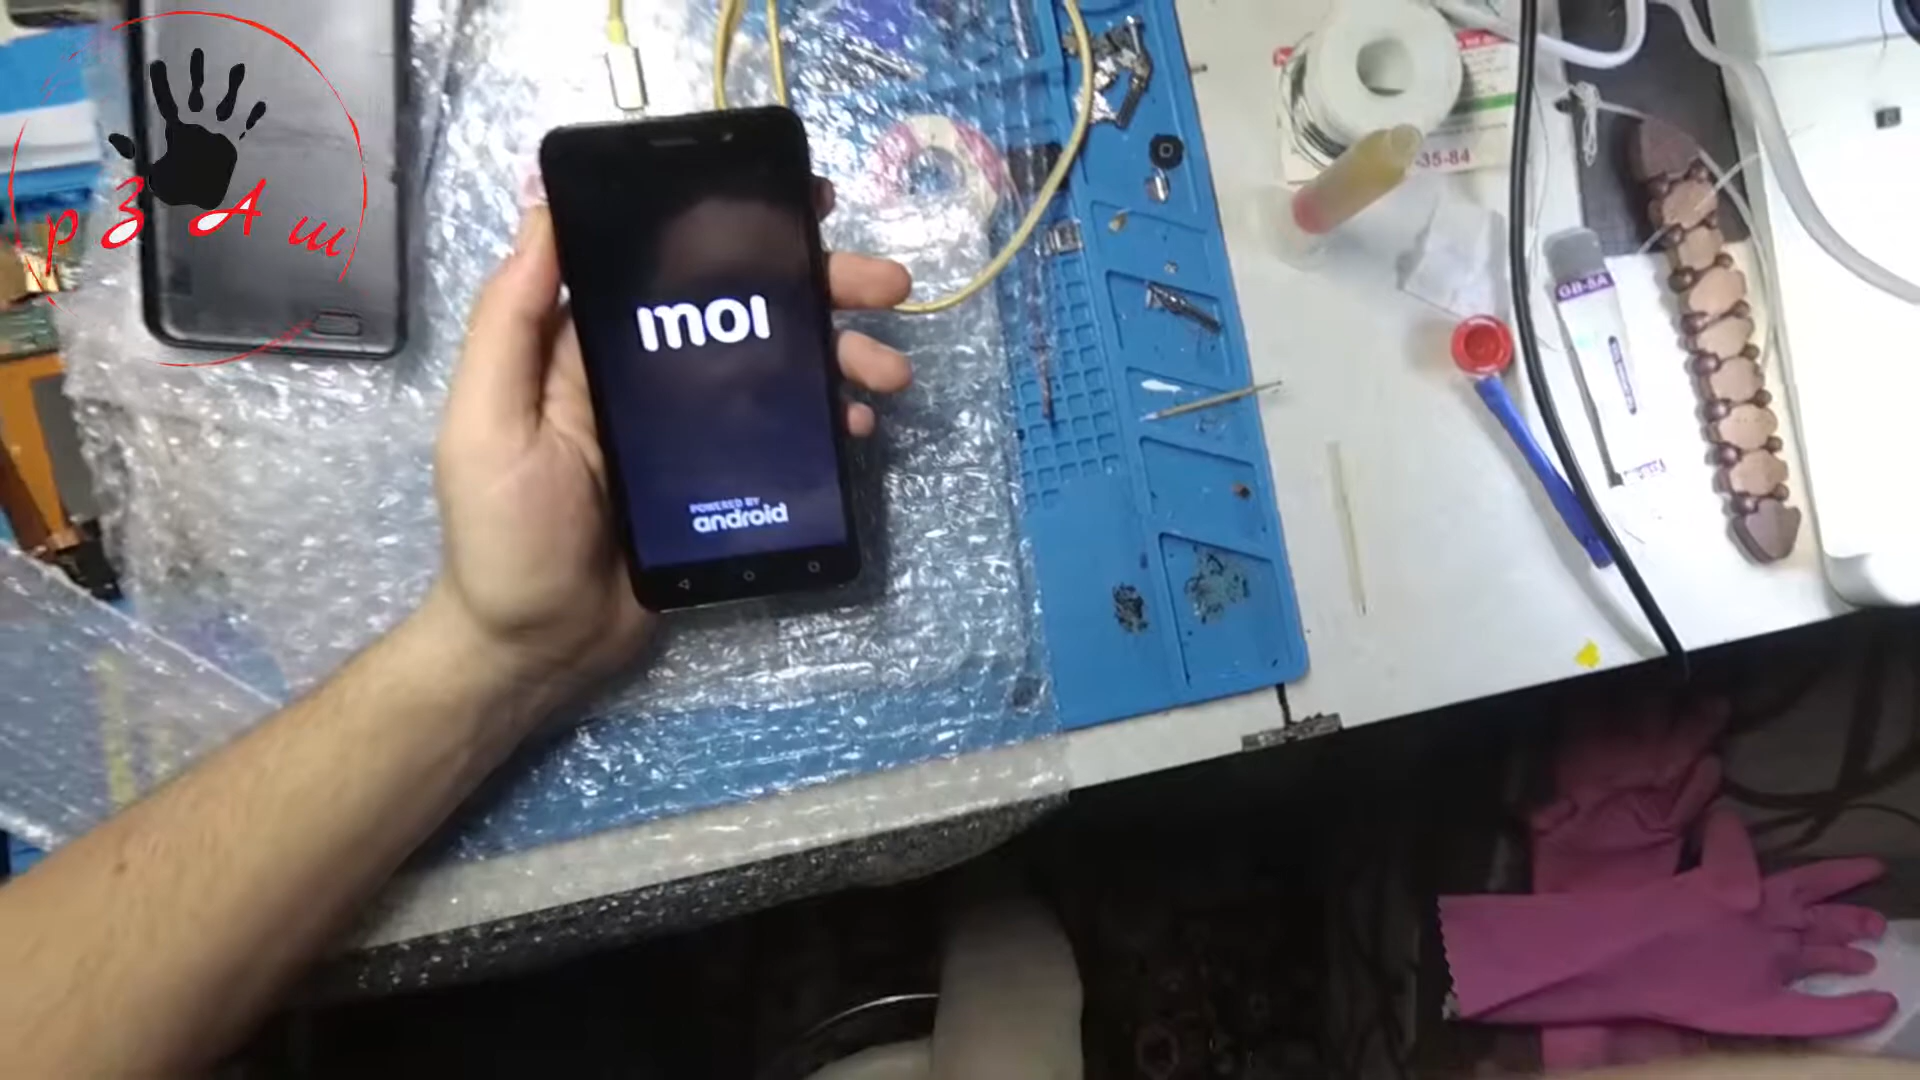 р З А ш
moi
POWERED BY
android
-35-84
GB-8A